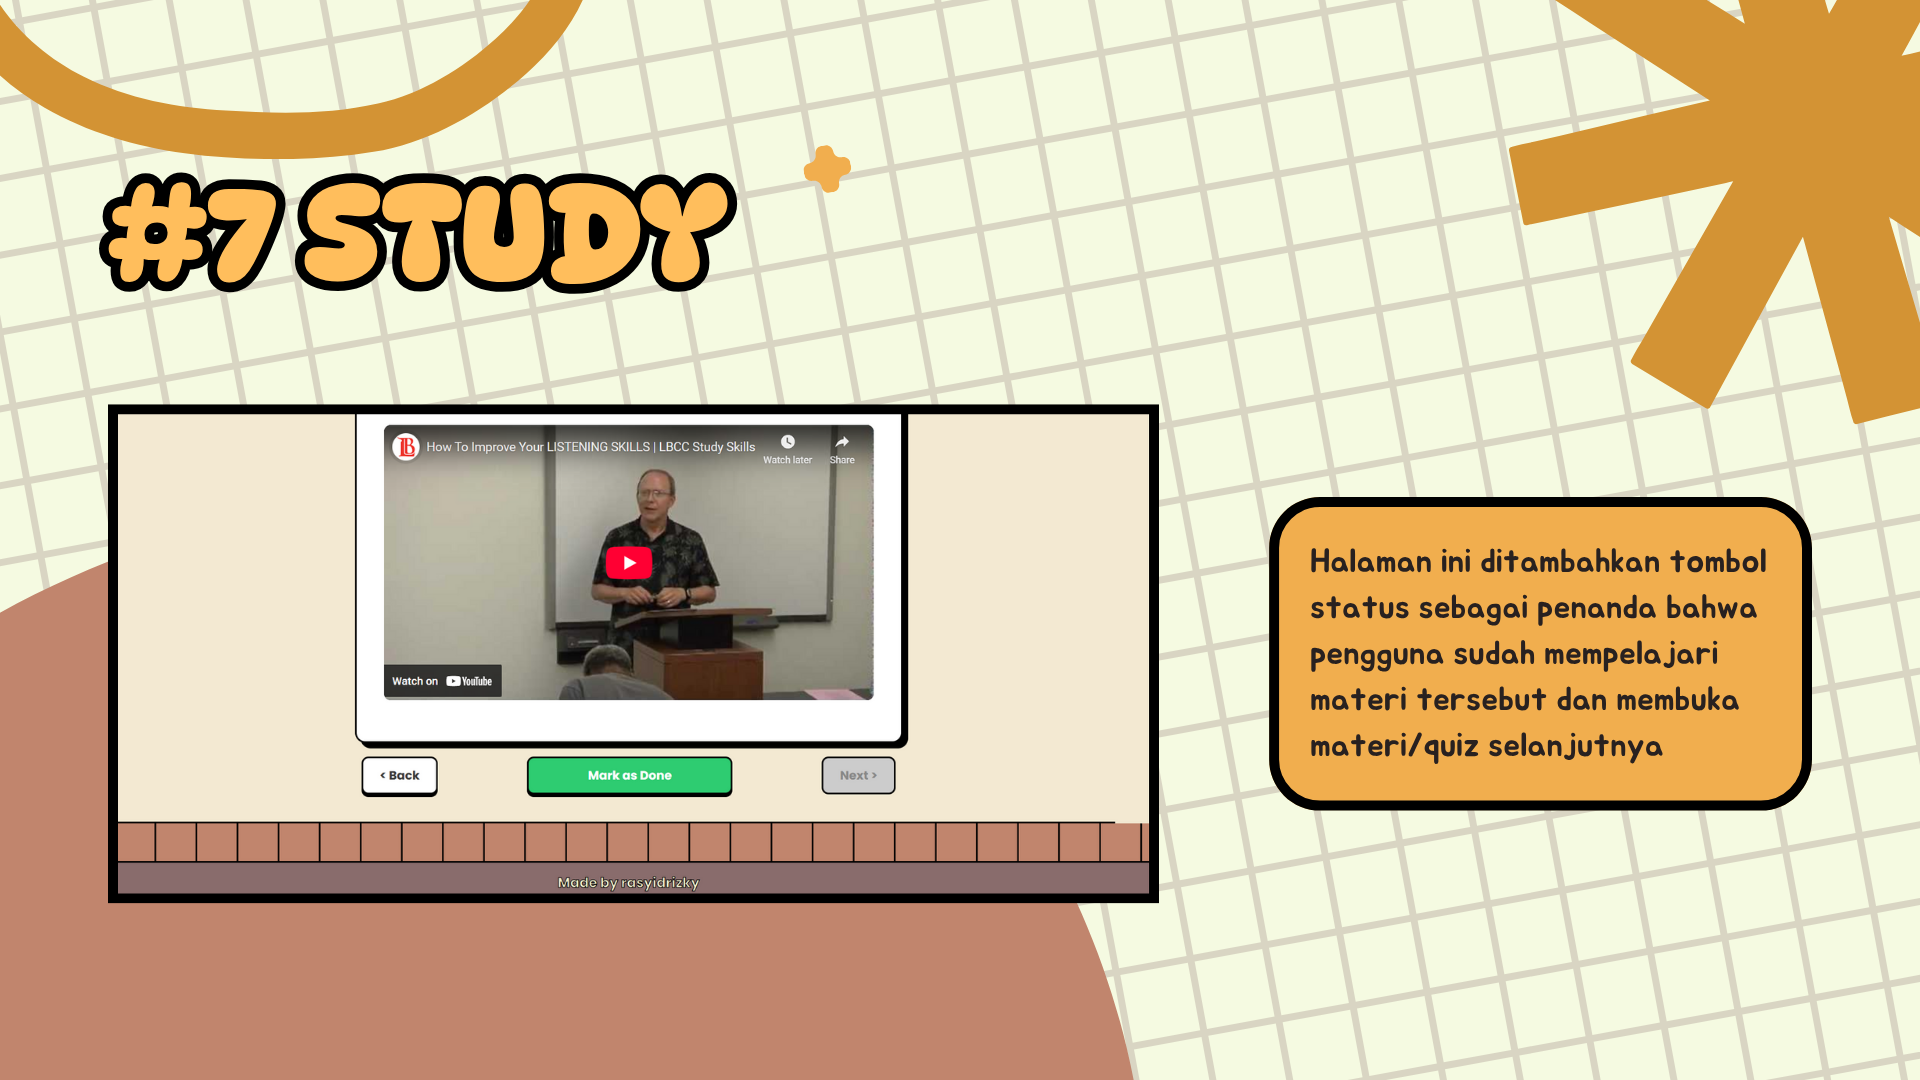 #7 STUDY
How To Improve Your LISTENING SKILLS | LBCC Study Skills
Watch later
Share
Watch on YouTube
< Back
Mark as Done
Next >
Made by rasyidrizky
Halaman ini ditambahkan tombol
status sebagai penanda bahwa
pengguna sudah mempelajari
materi tersebut dan membuka
materi/quiz selanjutnya